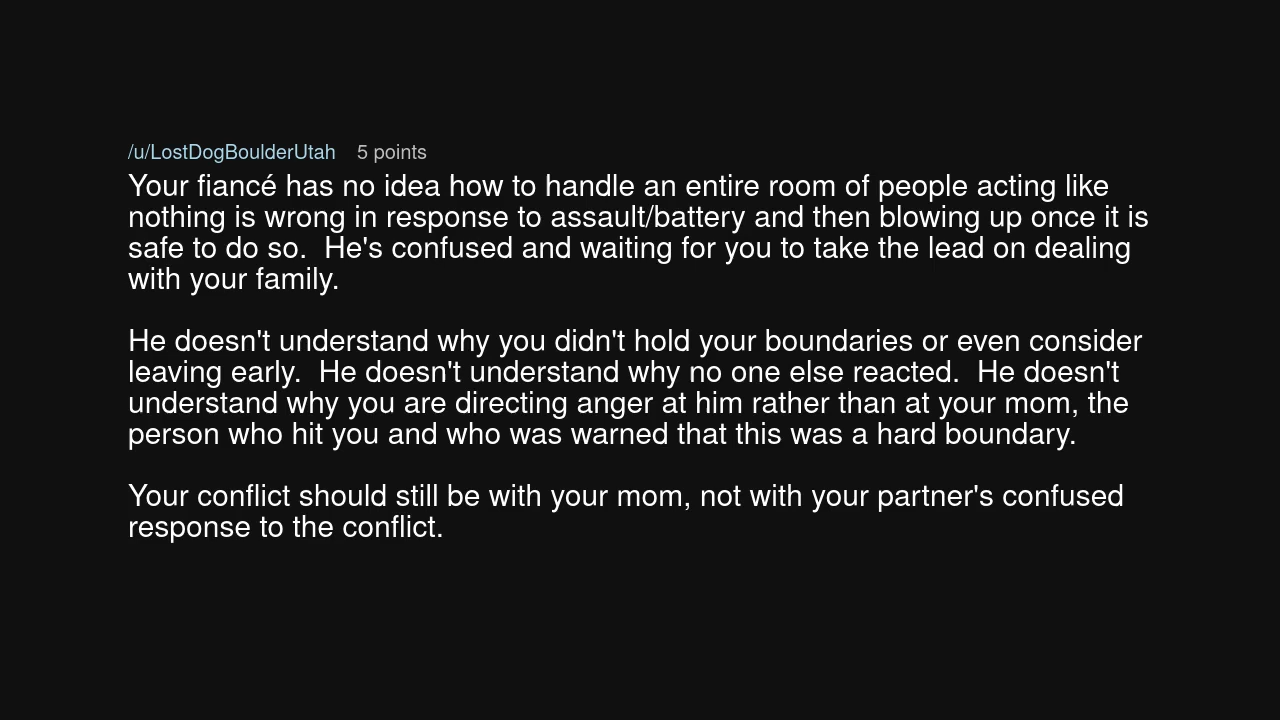 /u/LostDogBoulderUtah 5 points
Your fiancé has no idea how to handle an entire room of people acting like
nothing is wrong in response to assault/battery and then blowing up once it is
safe to do so.  He's confused and waiting for you to take the lead on dealing
with your family.
He doesn't understand why you didn't hold your boundaries or even consider
leaving early.  He doesn't understand why no one else reacted.  He doesn't
understand why you are directing anger at him rather than at your mom, the
person who hit you and who was warned that this was a hard boundary.
Your conflict should still be with your mom, not with your partner's confused
response to the conflict.